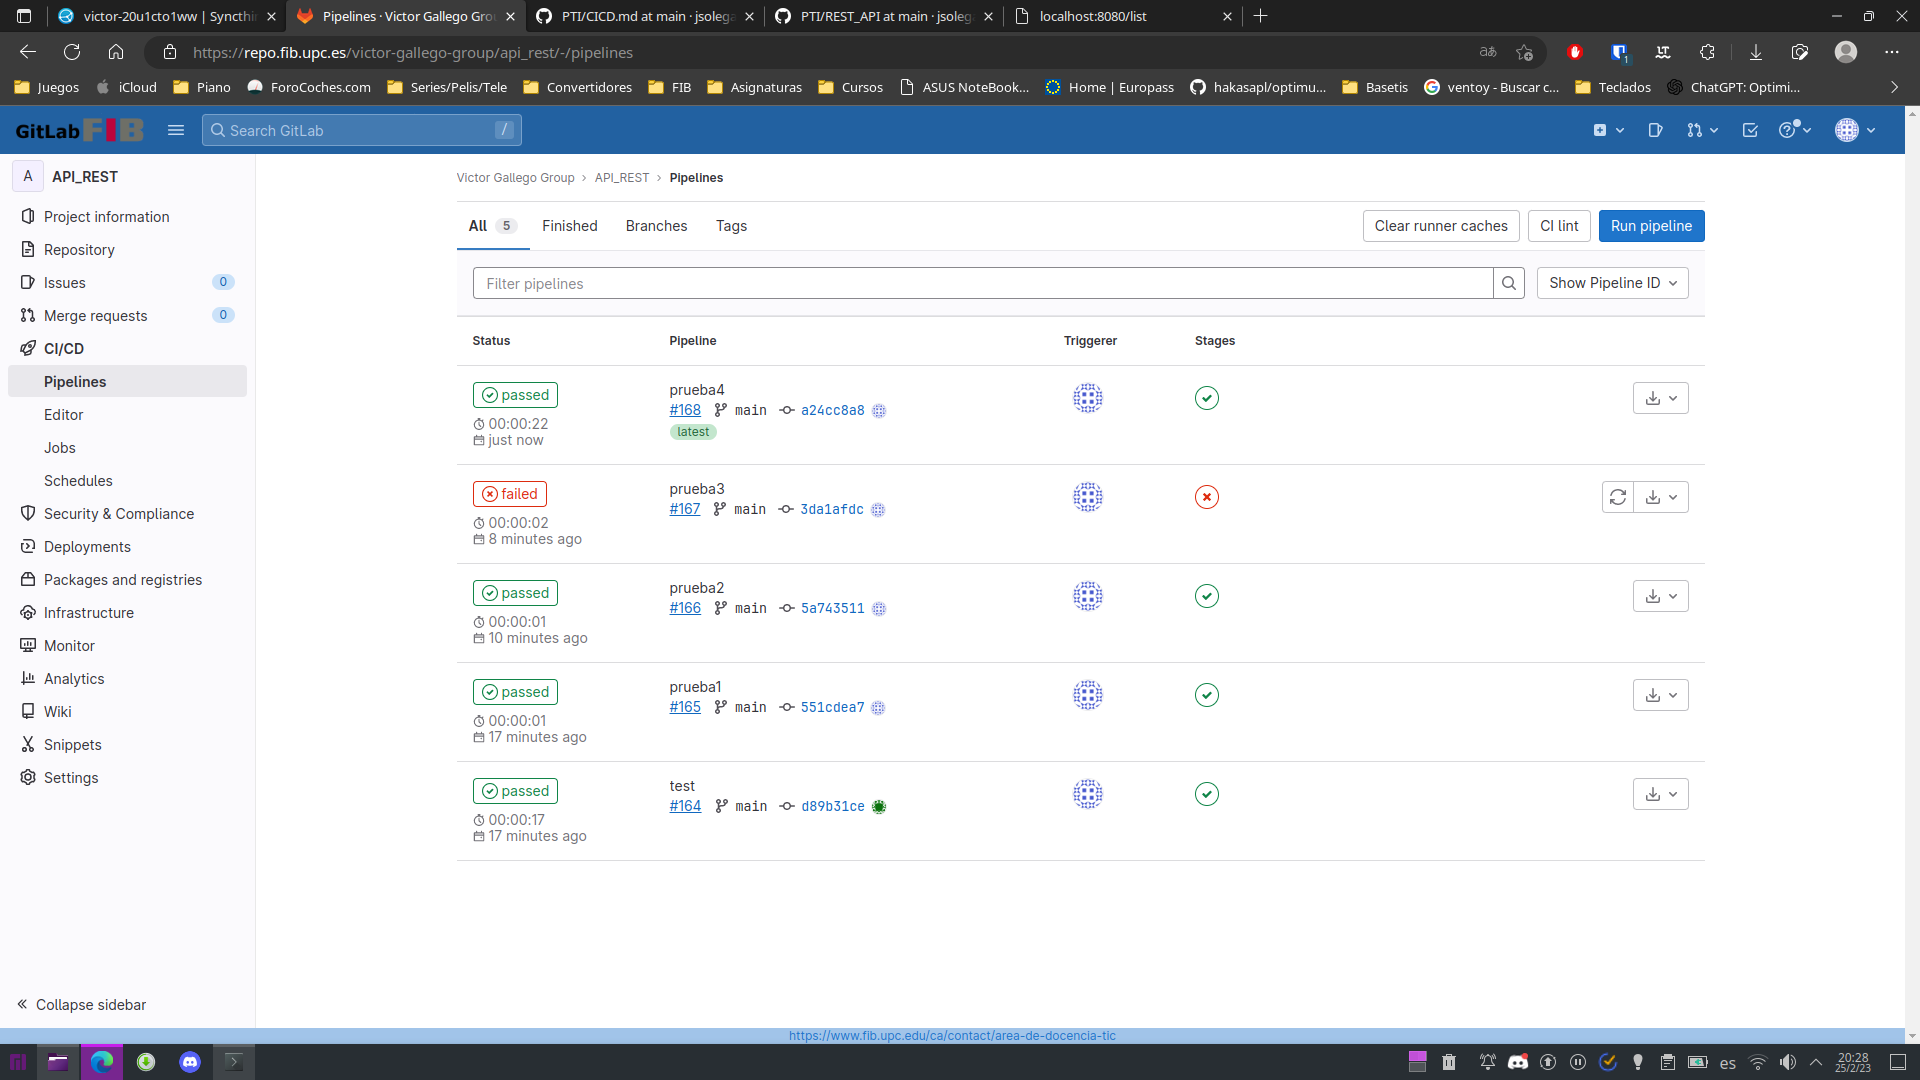 victor-20u1cto1ww | Syncthin
Pipelines · Victor Gallego Gro
PTI/CICD.md at main · jsolega
PTI/REST_API at main · jsolega
localhost:8080/list
https://repo.fib.upc.es/victor-gallego-group/api_rest/-/pipelines
Juegos
iCloud
Piano
ForoCoches.com
Series/Pelis/Tele
Convertidores
FIB
Asignaturas
Cursos
ASUS NoteBook...
Home | Europass
hakasapl/optimu...
Basetis
ventoy - Buscar c...
Teclados
ChatGPT: Optimi...
GitLab FIB
Search GitLab
/
A API_REST
Project information
Repository
Issues 0
Merge requests 0
CI/CD
Pipelines
Editor
Jobs
Schedules
Security & Compliance
Deployments
Packages and registries
Infrastructure
Monitor
Analytics
Wiki
Snippets
Settings
Collapse sidebar
Victor Gallego Group › API_REST › Pipelines
All 5 Finished Branches Tags
Clear runner caches
CI lint
Run pipeline
Filter pipelines
Show Pipeline ID
Status Pipeline Triggerer Stages
passed
00:00:22
just now
prueba4
#168 main a24cc8a8
latest
failed
00:00:02
8 minutes ago
prueba3
#167 main 3da1afdc
passed
00:00:01
10 minutes ago
prueba2
#166 main 5a743511
passed
00:00:01
17 minutes ago
prueba1
#165 main 551cdea7
passed
00:00:17
17 minutes ago
test
#164 main d89b31ce
https://www.fib.upc.edu/ca/contact/area-de-docencia-tic
es
20:28
25/2/23